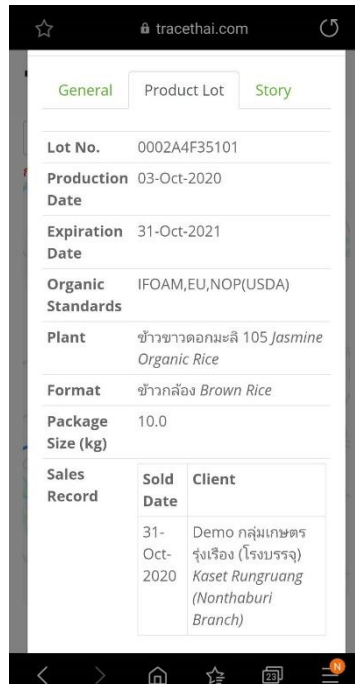 tracethai.com
General Product Lot Story
Lot No. 0002A4F35101
Production 03-Oct-2020
Date
Expiration 31-Oct-2021
Date
Organic IFOAM,EU,NOP(USDA)
Standards
Plant ข้าวขาวดอกมะลิ 105 Jasmine
Organic Rice
Format ข้าวกล้อง Brown Rice
Package 10.0
Size (kg)
Sales Sold Client
Record Date
31- Demo กลุ่มเกษตร
Oct- รุ่งเรือง (โรงบรรจุ)
2020 Kaset Rungruang
(Nonthaburi
Branch)
23 N